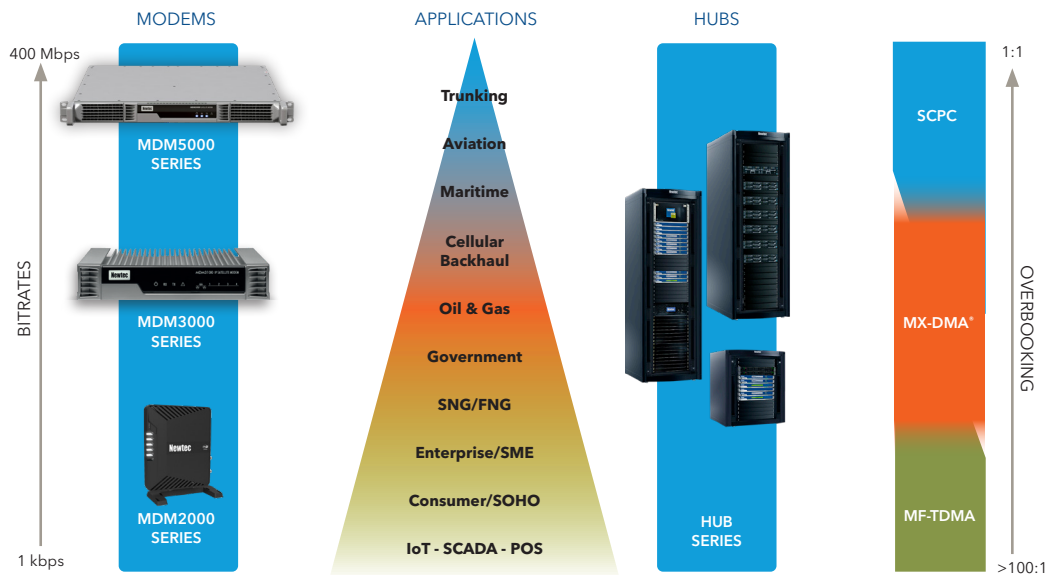 MODEMS
APPLICATIONS
HUBS
400 Mbps
BITRATES
1 kbps
Newtec
MDM5000
SERIES
Newtec
MDM3000
SERIES
Newtec
MDM2000
SERIES
Trunking
Aviation
Maritime
Cellular
Backhaul
Oil & Gas
Government
SNG/FNG
Enterprise/SME
Consumer/SOHO
IoT - SCADA - POS
HUB
SERIES
SCPC
MX-DMA®
MF-TDMA
1:1
OVERBOOKING
>100:1